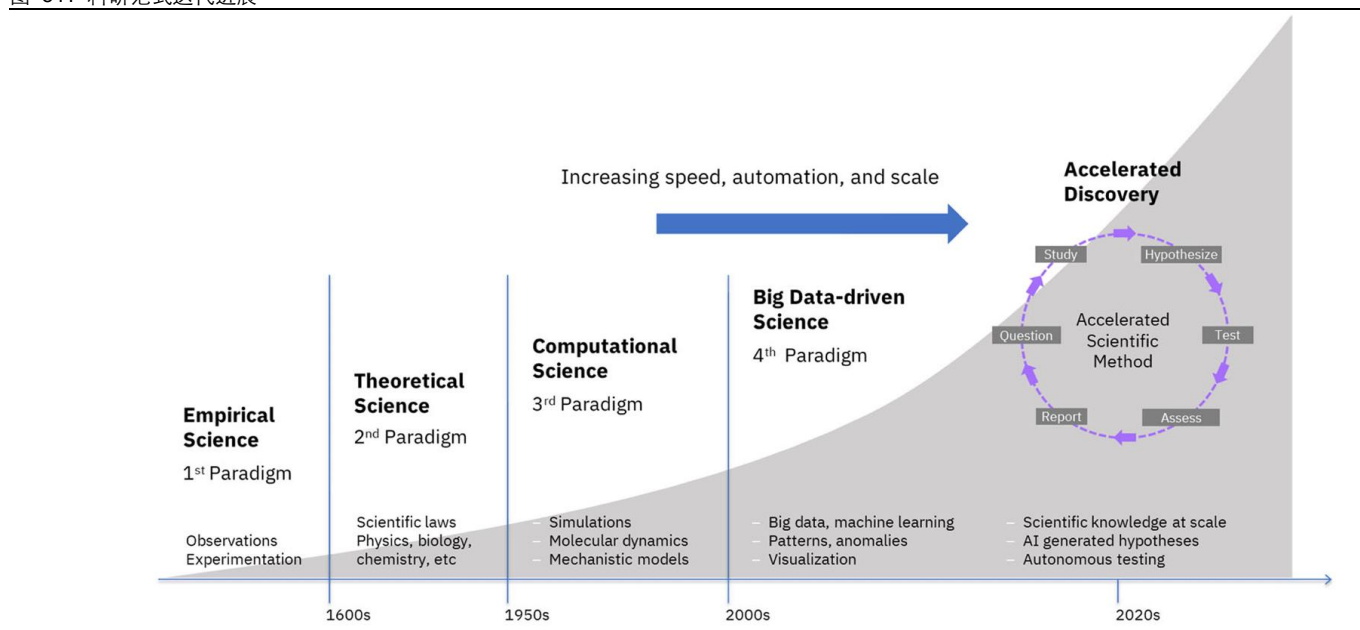 Increasing speed, automation, and scale
Accelerated
Discovery
Study
Hypothesize
Question
Accelerated
Scientific
Method
Test
Report
Assess
Big Data-driven
Science
4th Paradigm
Computational
Science
3rd Paradigm
Theoretical
Science
2nd Paradigm
Empirical
Science
1st Paradigm
Observations
Experimentation
Scientific laws
Physics, biology,
chemistry, etc
– Simulations
– Molecular dynamics
– Mechanistic models
– Big data, machine learning
– Patterns, anomalies
– Visualization
– Scientific knowledge at scale
– AI generated hypotheses
– Autonomous testing
1600s
1950s
2000s
2020s